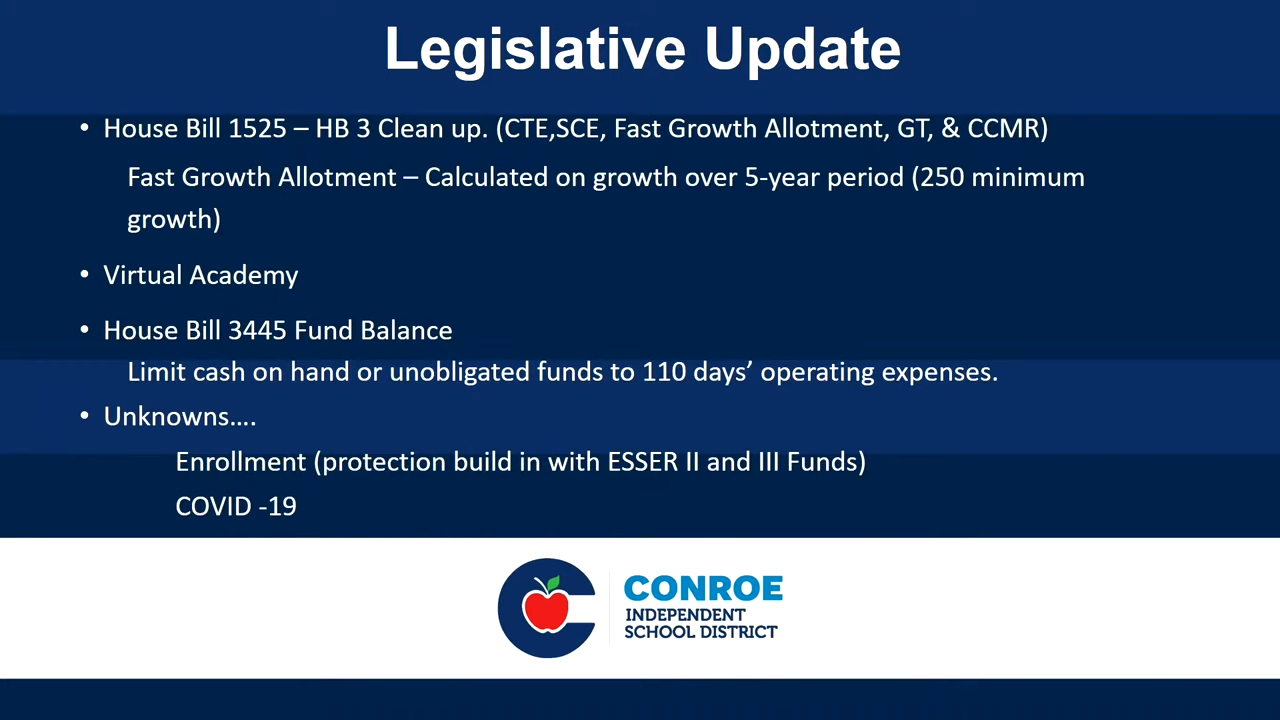 Legislative Update
• House Bill 1525 – HB 3 Clean up. (CTE,SCE, Fast Growth Allotment, GT, & CCMR)
Fast Growth Allotment – Calculated on growth over 5-year period (250 minimum
growth)
• Virtual Academy
• House Bill 3445 Fund Balance
Limit cash on hand or unobligated funds to 110 days’ operating expenses.
• Unknowns….
Enrollment (protection build in with ESSER II and III Funds)
COVID -19
CONROE
INDEPENDENT
SCHOOL DISTRICT